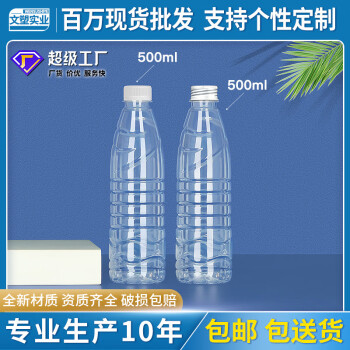 文塑实业
百万现货批发 支持个性定制
超级工厂
厂货 价优 服务快
500ml
500ml
全新材质 资质齐全 破损包赔
专业生产10年
包邮 包送货